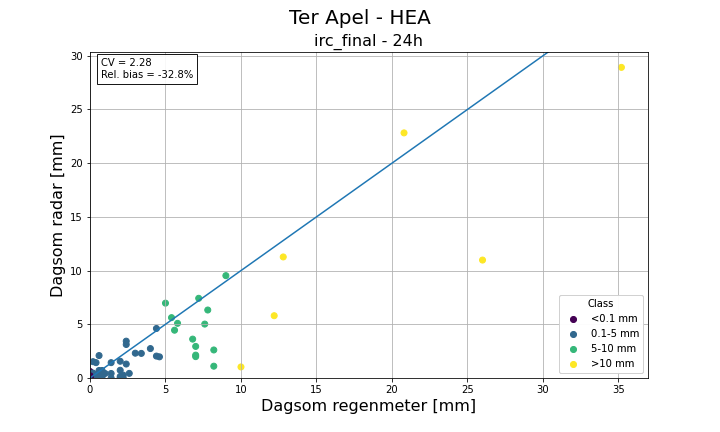 Ter Apel - HEA
irc_final - 24h
CV = 2.28
Rel. bias = -32.8%
Dagsom radar [mm]
30
25
20
15
10
5
0
0 5 10 15 20 25 30 35
Dagsom regenmeter [mm]
Class
<0.1 mm
0.1-5 mm
5-10 mm
>10 mm